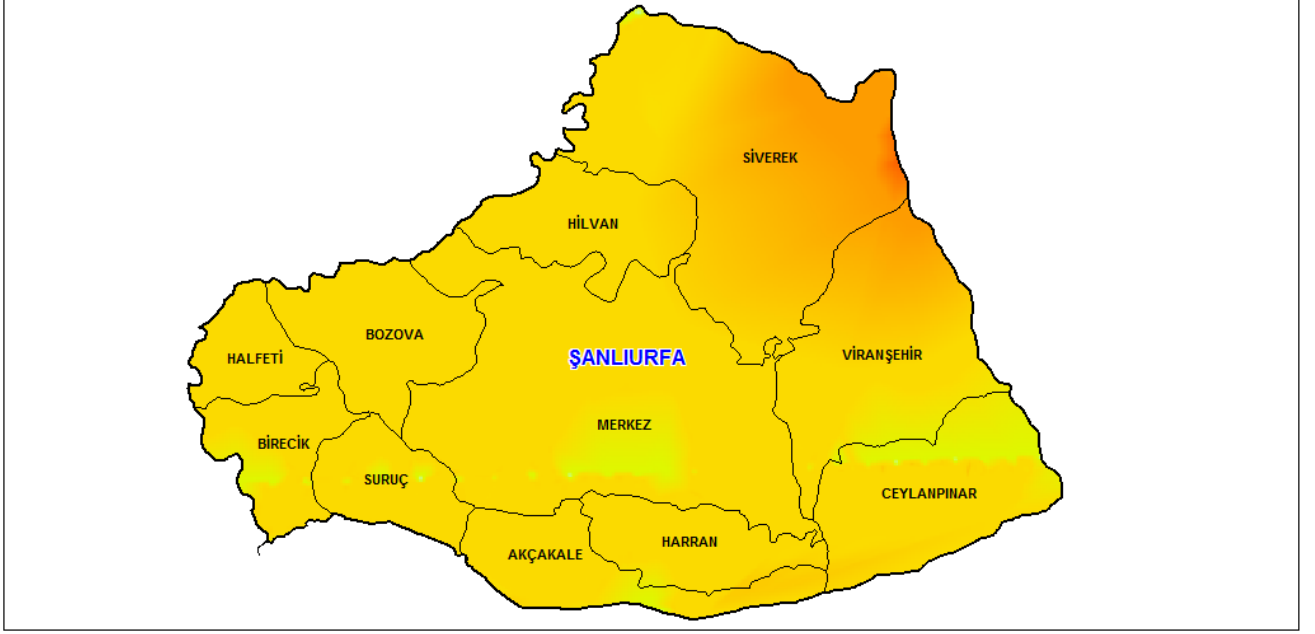 SİVEREK
HİLVAN
BOZOVA
HALFETİ
ŞANLIURFA
VİRANŞEHİR
MERKEZ
BİRECİK
SURUÇ
CEYLANPINAR
AKÇAKALE
HARRAN